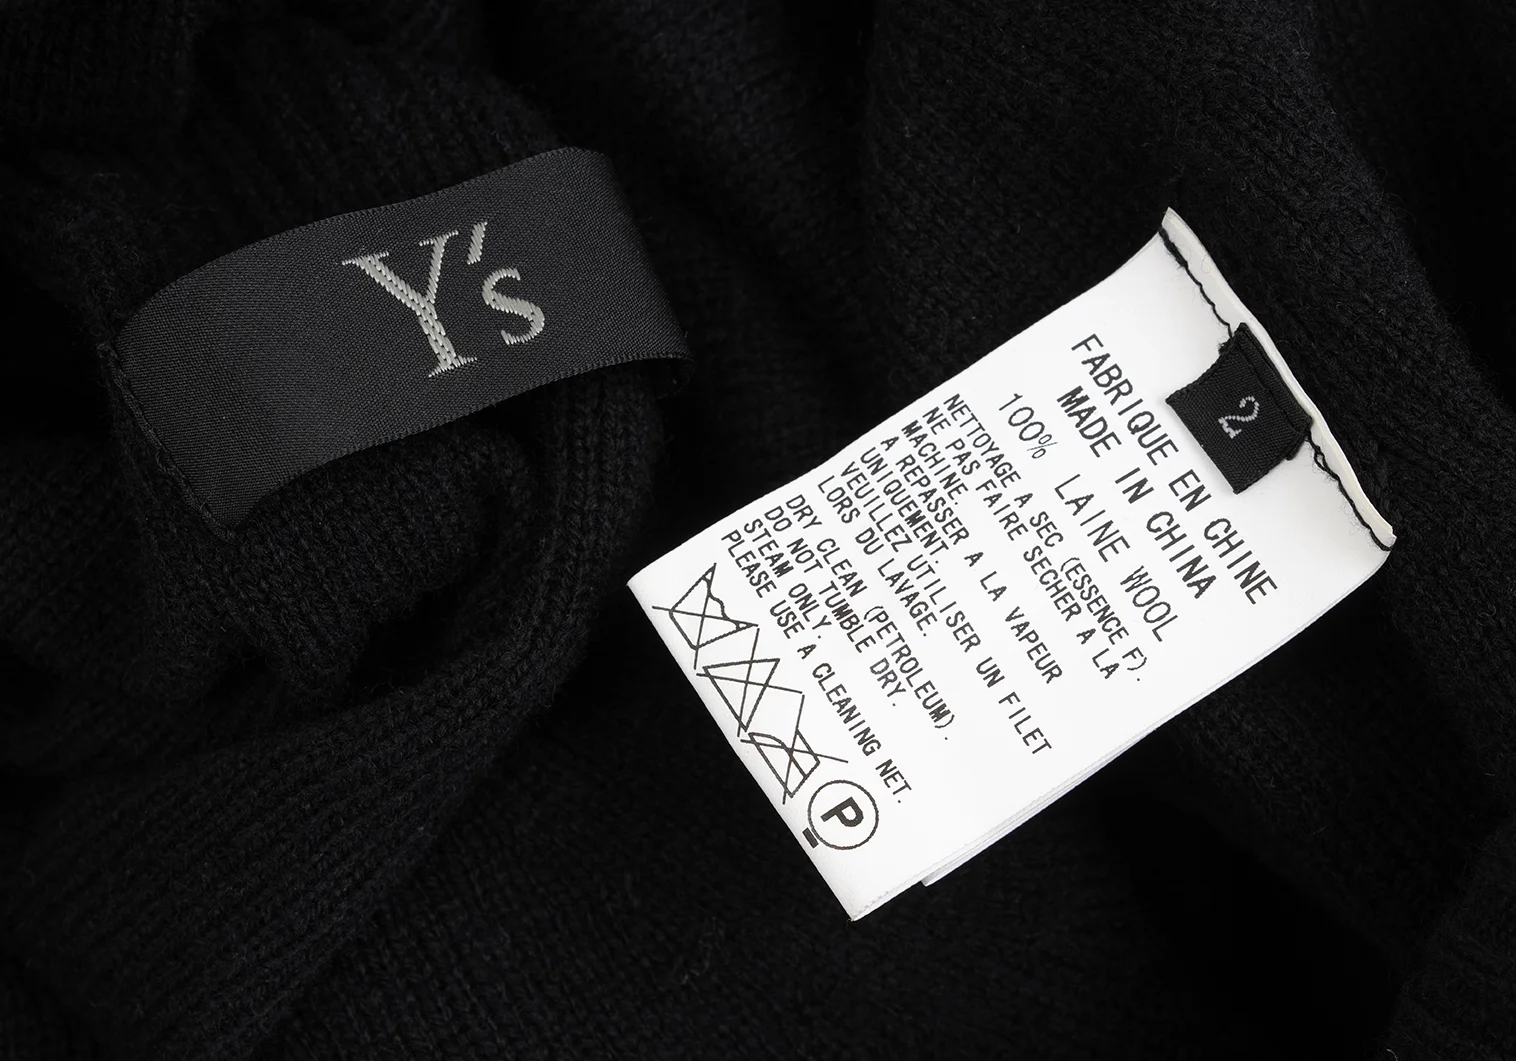 Y's
2
FABRIQUE EN CHINE
MADE IN CHINA
100% LAINE WOOL
NETTOYAGE A SEC (ESSENCE F).
NE PAS FAIRE SECHER A LA
MACHINE.
A REPASSER A LA VAPEUR
UNIQUEMENT.
VEUILLEZ UTILISER UN FILET
LORS DU LAVAGE.
DRY CLEAN (PETROLEUM).
DO NOT TUMBLE DRY.
STEAM ONLY.
PLEASE USE A CLEANING NET.
P